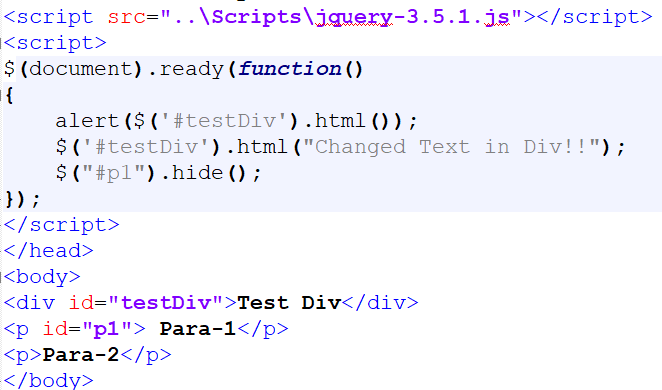 <script src="..\Scripts\jquery-3.5.1.js"></script>
<script>
$(document).ready(function()
{
    alert($('#testDiv').html());
    $('#testDiv').html("Changed Text in Div!!");
    $("#p1").hide();
});
</script>
</head>
<body>
<div id="testDiv">Test Div</div>
<p id="p1"> Para-1</p>
<p>Para-2</p>
</body>